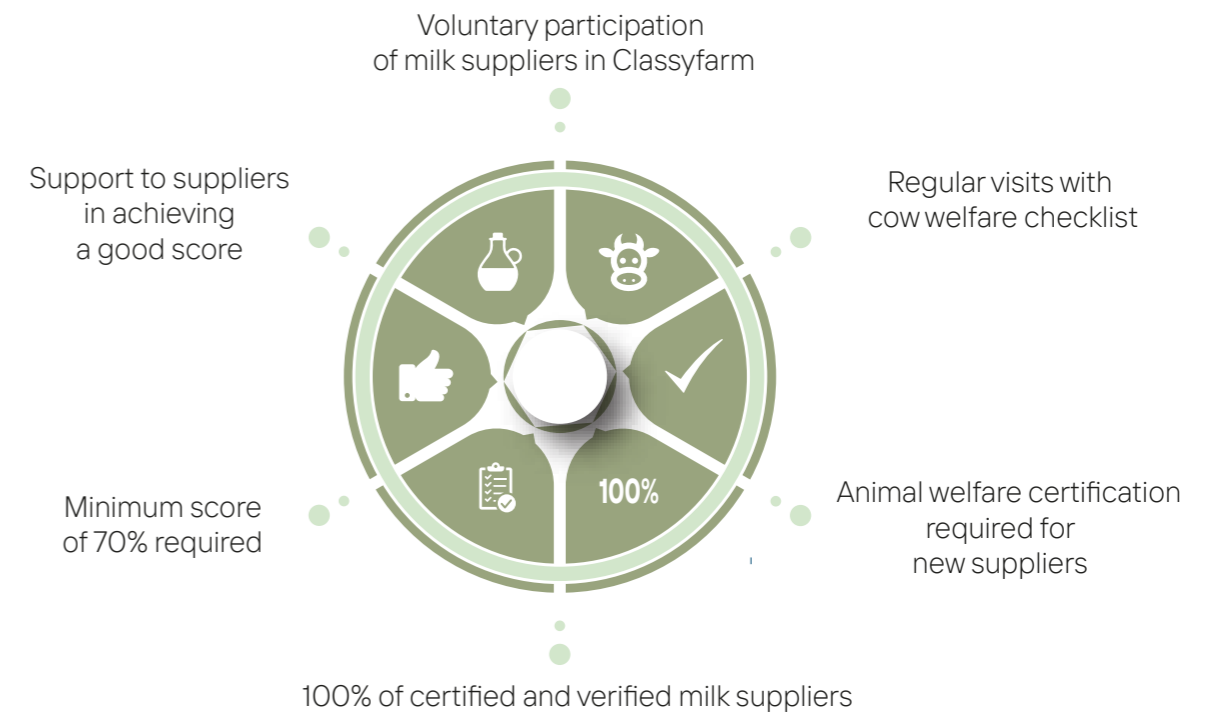 Voluntary participation
of milk suppliers in Classyfarm
Support to suppliers
in achieving
a good score
Regular visits with
cow welfare checklist
100%
Minimum score
of 70% required
Animal welfare certification
required for
new suppliers
100% of certified and verified milk suppliers